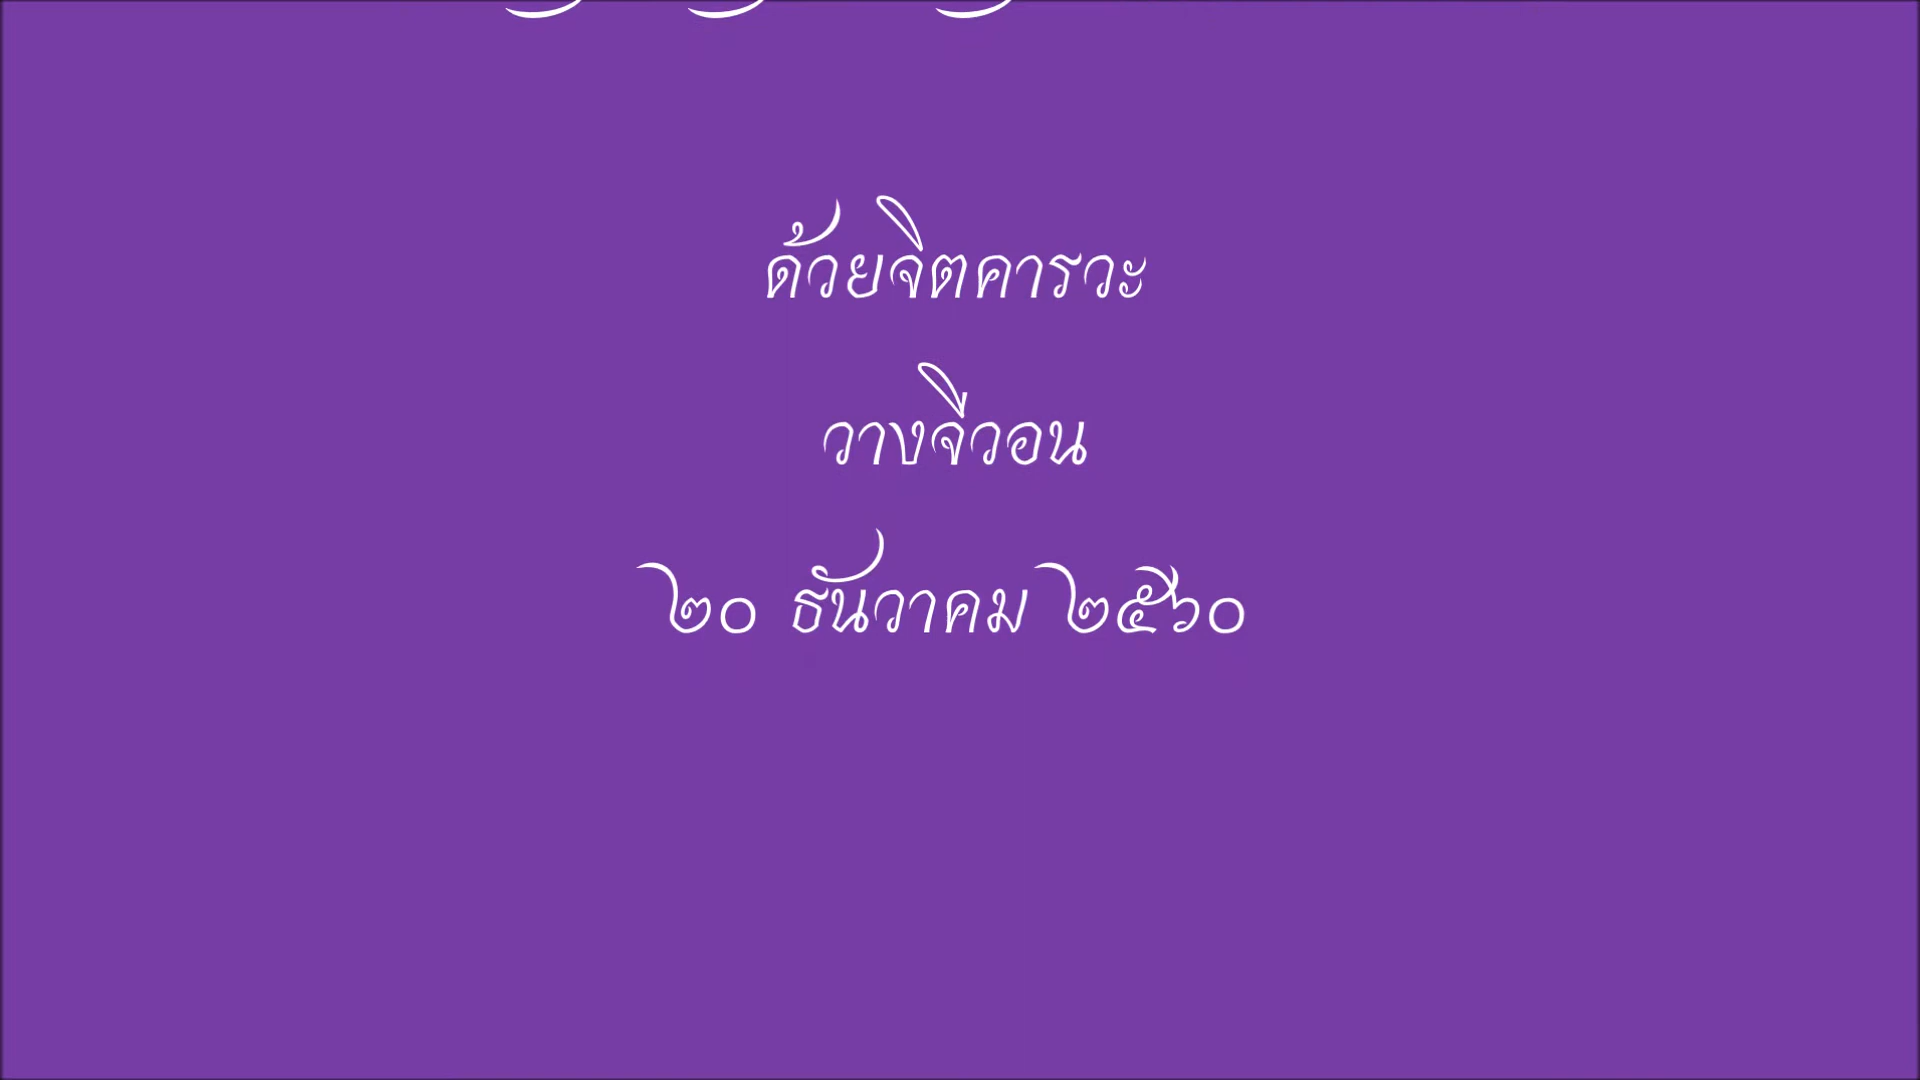 ด้วยจิตคารวะ
วางจีวอน
๒๐ ธันวาคม ๒๕๖๐